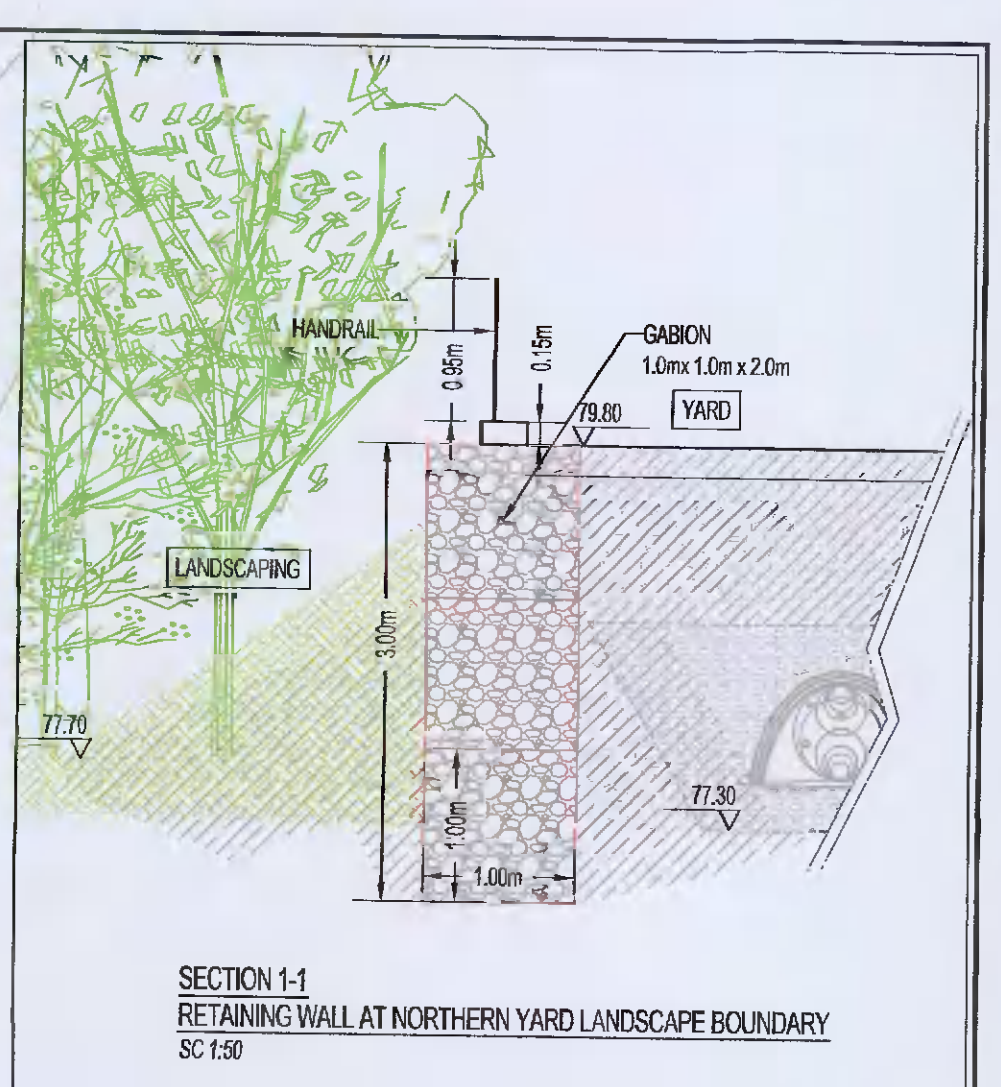 HANDRAIL
0.95m
0.15m
GABION
1.0mx 1.0m x 2.0m
79.80
YARD
LANDSCAPING
3.00m
77.70
77.30
1.00m
1.00m
SECTION 1-1
RETAINING WALL AT NORTHERN YARD LANDSCAPE BOUNDARY
SC 1:50